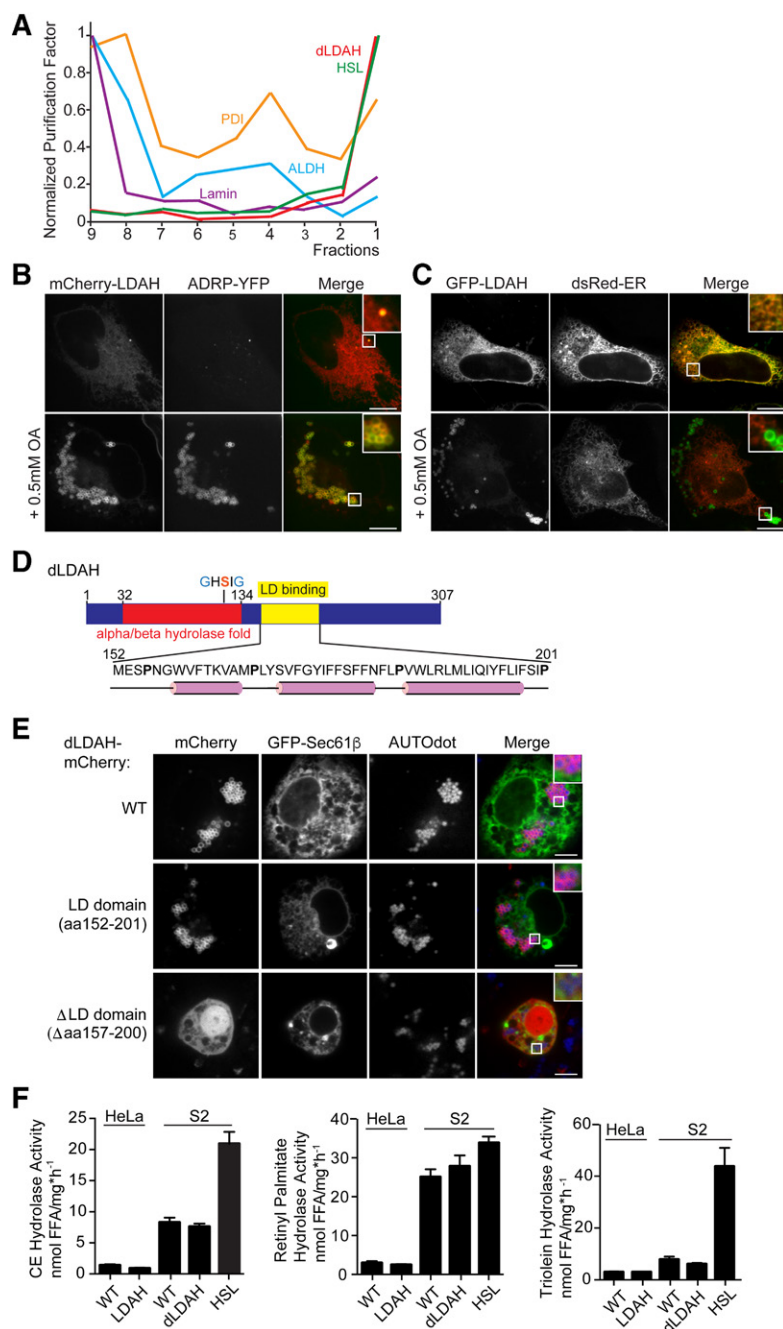 A
Normalized Purification Factor
1
0.8
0.6
0.4
0.2
0
dLDAH
HSL
PDI
ALDH
Lamin
9 8 7 6 5 4 3 2 1
Fractions
B
mCherry-LDAH ADRP-YFP Merge
+ 0.5mM OA
C
GFP-LDAH dsRed-ER Merge
+ 0.5mM OA
D
dLDAH
GHSIG
1 32 134 LD binding 307
alpha/beta hydrolase fold
152 201
MESPNGWVFTKVAMPLYSVFGYIFFSFFNFLPVWLRLMLIQIYFLIFSIP
E
dLDAH-
mCherry:
mCherry GFP-Sec61β AUTOdot Merge
WT
LD domain
(aa152-201)
ΔLD domain
(Δaa157-200)
F
CE Hydrolase Activity
nmol FFA/mg*h⁻¹
25
20
15
10
5
0
HeLa S2
WT LDAH WT dLDAH HSL
Retinyl Palmitate
Hydrolase Activity
nmol FFA/mg*h⁻¹
40
30
20
10
0
HeLa S2
WT LDAH WT dLDAH HSL
Triolein Hydrolase Activity
nmol FFA/mg*h⁻¹
60
40
20
0
HeLa S2
WT LDAH WT dLDAH HSL